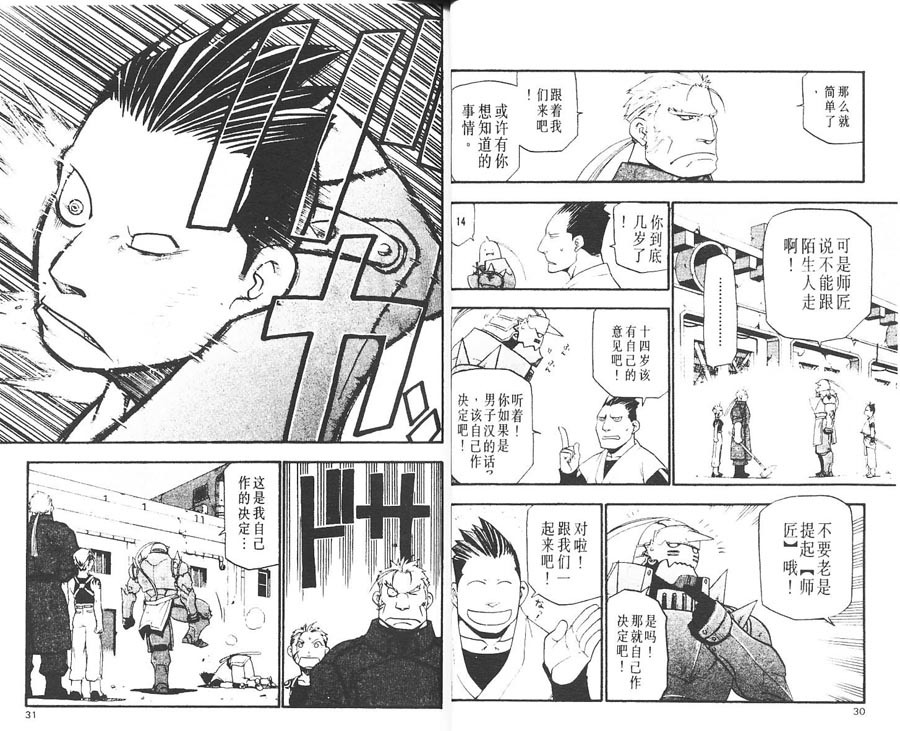 那么就
简单了
。
跟着我
们来吧
！
或许有你
想知道的
事情。
可是师匠
说不能跟
陌生人走
啊！
…………
你到底
几岁了
！
14
十四岁该
有自己的
意见吧！
听着！
你如果是
男子汉的话？
，该自己作
决定吧！
不要老是
提起【师
匠】哦！
是吗！
那就自己作
决定吧！
对啦！
跟我们一
起来吧！
30
ドサ
这是我自己
作的决定…
31